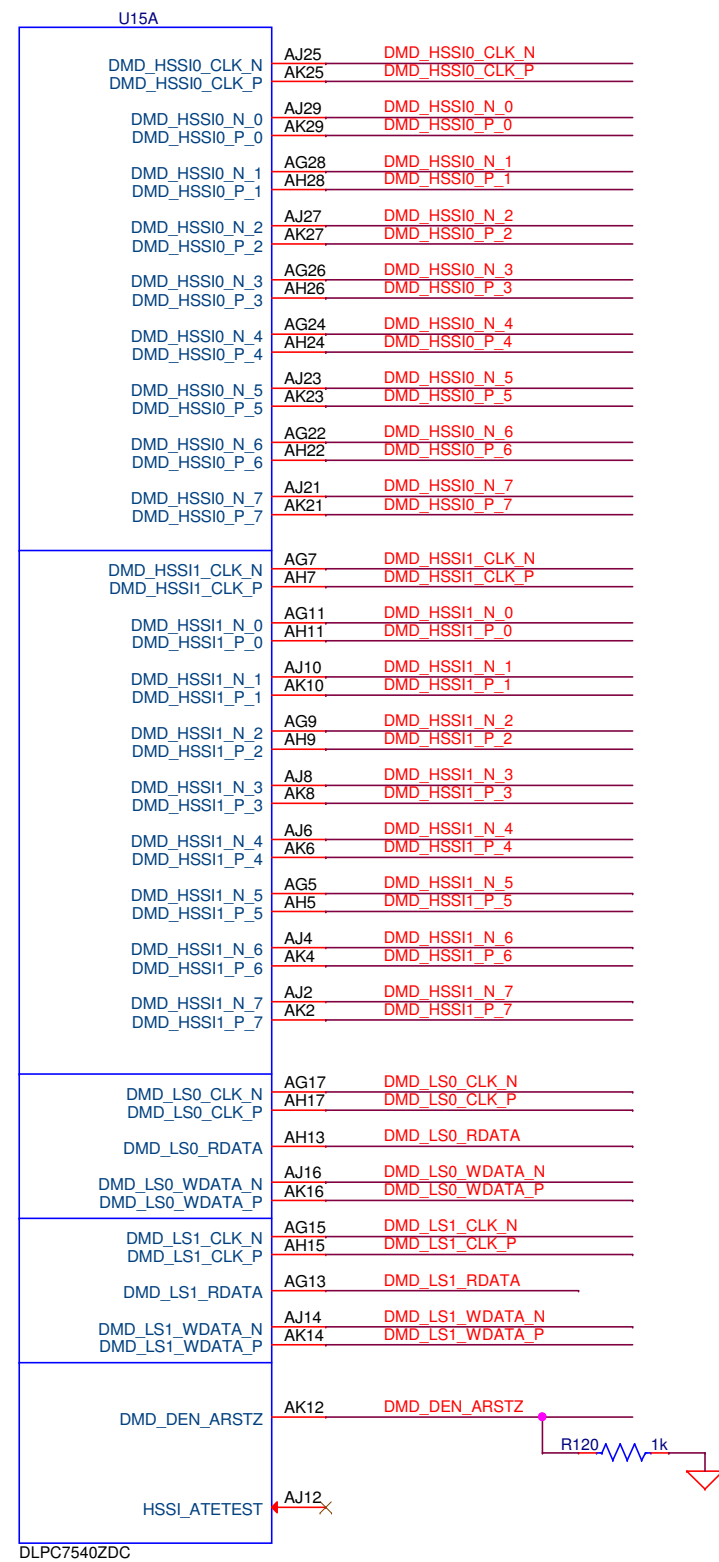 U15A
DMD_HSSI0_CLK_N AJ25 DMD_HSSI0_CLK_N
DMD_HSSI0_CLK_P AK25 DMD_HSSI0_CLK_P
DMD_HSSI0_N_0 AJ29 DMD_HSSI0_N_0
DMD_HSSI0_P_0 AK29 DMD_HSSI0_P_0
DMD_HSSI0_N_1 AG28 DMD_HSSI0_N_1
DMD_HSSI0_P_1 AH28 DMD_HSSI0_P_1
DMD_HSSI0_N_2 AJ27 DMD_HSSI0_N_2
DMD_HSSI0_P_2 AK27 DMD_HSSI0_P_2
DMD_HSSI0_N_3 AG26 DMD_HSSI0_N_3
DMD_HSSI0_P_3 AH26 DMD_HSSI0_P_3
DMD_HSSI0_N_4 AG24 DMD_HSSI0_N_4
DMD_HSSI0_P_4 AH24 DMD_HSSI0_P_4
DMD_HSSI0_N_5 AJ23 DMD_HSSI0_N_5
DMD_HSSI0_P_5 AK23 DMD_HSSI0_P_5
DMD_HSSI0_N_6 AG22 DMD_HSSI0_N_6
DMD_HSSI0_P_6 AH22 DMD_HSSI0_P_6
DMD_HSSI0_N_7 AJ21 DMD_HSSI0_N_7
DMD_HSSI0_P_7 AK21 DMD_HSSI0_P_7
DMD_HSSI1_CLK_N AG7 DMD_HSSI1_CLK_N
DMD_HSSI1_CLK_P AH7 DMD_HSSI1_CLK_P
DMD_HSSI1_N_0 AG11 DMD_HSSI1_N_0
DMD_HSSI1_P_0 AH11 DMD_HSSI1_P_0
DMD_HSSI1_N_1 AJ10 DMD_HSSI1_N_1
DMD_HSSI1_P_1 AK10 DMD_HSSI1_P_1
DMD_HSSI1_N_2 AG9 DMD_HSSI1_N_2
DMD_HSSI1_P_2 AH9 DMD_HSSI1_P_2
DMD_HSSI1_N_3 AJ8 DMD_HSSI1_N_3
DMD_HSSI1_P_3 AK8 DMD_HSSI1_P_3
DMD_HSSI1_N_4 AJ6 DMD_HSSI1_N_4
DMD_HSSI1_P_4 AK6 DMD_HSSI1_P_4
DMD_HSSI1_N_5 AG5 DMD_HSSI1_N_5
DMD_HSSI1_P_5 AH5 DMD_HSSI1_P_5
DMD_HSSI1_N_6 AJ4 DMD_HSSI1_N_6
DMD_HSSI1_P_6 AK4 DMD_HSSI1_P_6
DMD_HSSI1_N_7 AJ2 DMD_HSSI1_N_7
DMD_HSSI1_P_7 AK2 DMD_HSSI1_P_7
DMD_LS0_CLK_N AG17 DMD_LS0_CLK_N
DMD_LS0_CLK_P AH17 DMD_LS0_CLK_P
DMD_LS0_RDATA AH13 DMD_LS0_RDATA
DMD_LS0_WDATA_N AJ16 DMD_LS0_WDATA_N
DMD_LS0_WDATA_P AK16 DMD_LS0_WDATA_P
DMD_LS1_CLK_N AG15 DMD_LS1_CLK_N
DMD_LS1_CLK_P AH15 DMD_LS1_CLK_P
DMD_LS1_RDATA AG13 DMD_LS1_RDATA
DMD_LS1_WDATA_N AJ14 DMD_LS1_WDATA_N
DMD_LS1_WDATA_P AK14 DMD_LS1_WDATA_P
DMD_DEN_ARSTZ AK12 DMD_DEN_ARSTZ
R120 1k
HSSI_ATETEST AJ12
DLPC7540ZDC